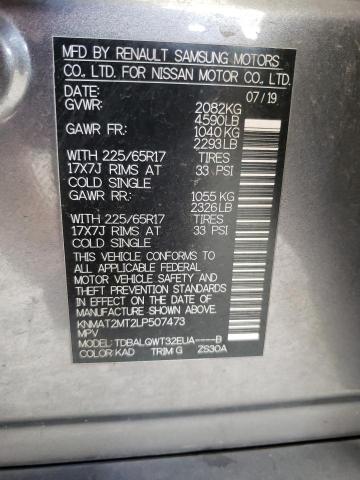 MFD BY RENAULT SAMSUNG MOTORS
CO., LTD. FOR NISSAN MOTOR CO., LTD.
DATE: 07/19
GVWR: 2082KG
4590LB
GAWR FR: 1040 KG
2293LB
WITH 225/65R17 TIRES
17X7J RIMS AT 33 PSI
COLD SINGLE
GAWR RR: 1055 KG
2326LB
WITH 225/65R17 TIRES
17X7J RIMS AT 33 PSI
COLD SINGLE
THIS VEHICLE CONFORMS TO
ALL APPLICABLE FEDERAL
MOTOR VEHICLE SAFETY AND
THEFT PREVENTION STANDARDS
IN EFFECT ON THE DATE OF
MANUFACTURE SHOWN ABOVE.
KNMAT2MT2LP507473
MPV
MODEL: TDBALQWT32EUA----B
COLOR: KAD TRIM: G ZS30A